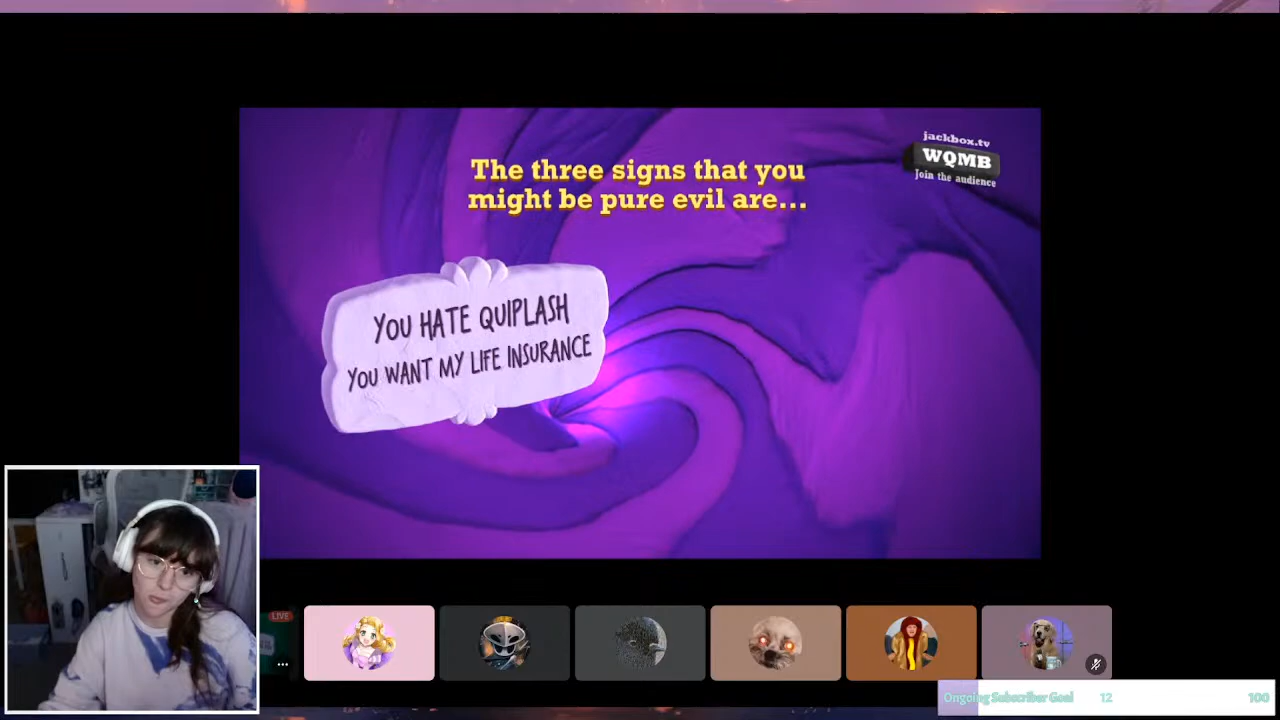 jackbox.tv
WQMB
Join the audience
The three signs that you
might be pure evil are...
YOU HATE QUIPLASH
YOU WANT MY LIFE INSURANCE
LIVE
...
Ongoing Subscriber Goal 12 100